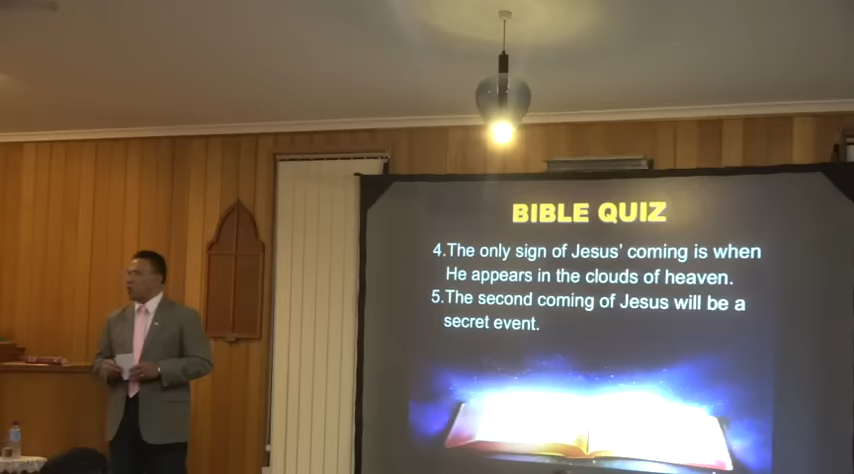 BIBLE QUIZ
4.The only sign of Jesus' coming is when
He appears in the clouds of heaven.
5.The second coming of Jesus will be a
secret event.